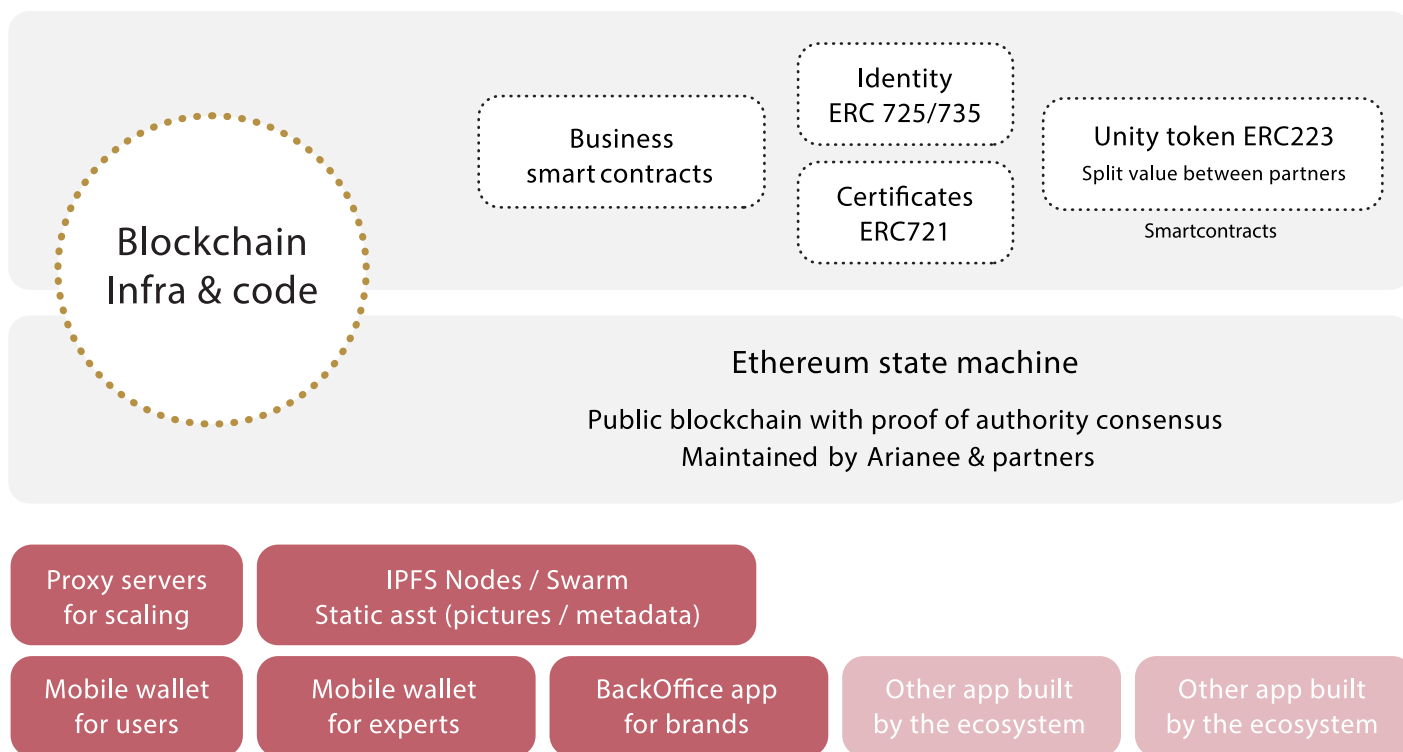 Blockchain
Infra & code
Business
smart contracts
Identity
ERC 725/735
Certificates
ERC721
Unity token ERC223
Split value between partners
Smartcontracts
Ethereum state machine
Public blockchain with proof of authority consensus
Maintained by Arianee & partners
Proxy servers
for scaling
IPFS Nodes / Swarm
Static asst (pictures / metadata)
Mobile wallet
for users
Mobile wallet
for experts
BackOffice app
for brands
Other app built
by the ecosystem
Other app built
by the ecosystem